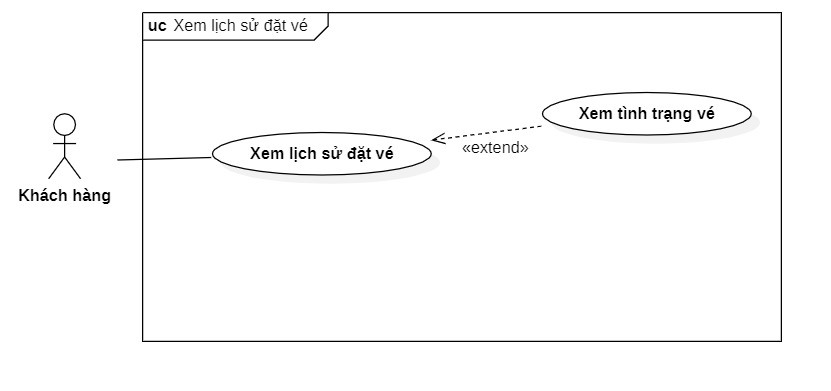 uc Xem lịch sử đặt vé
Xem tình trạng vé
Xem lịch sử đặt vé
«extend»
Khách hàng